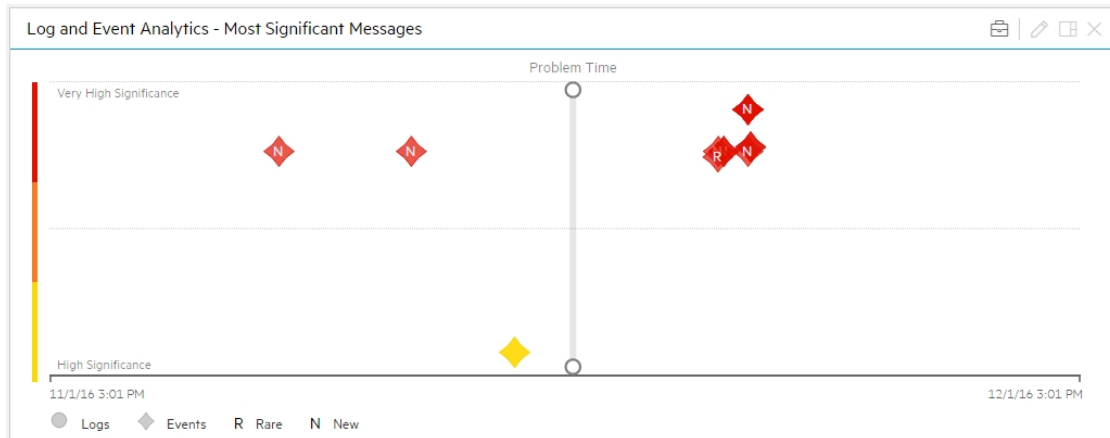 Log and Event Analytics - Most Significant Messages
Problem Time
Very High Significance
N
N
N
R
N
High Significance
11/1/16 3:01 PM
12/1/16 3:01 PM
Logs Events R Rare N New